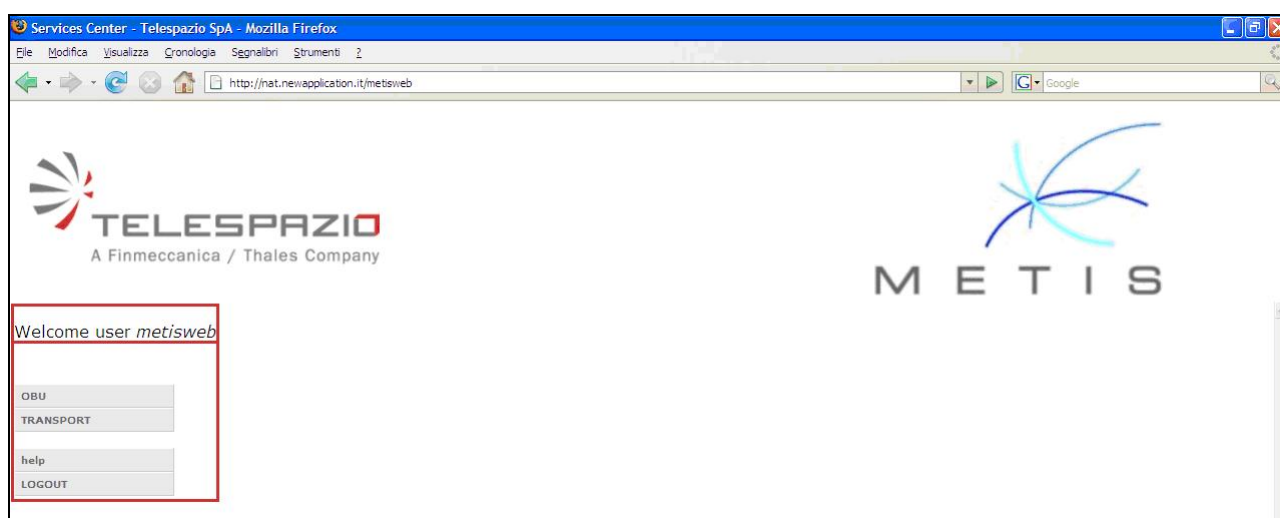 Services Center - Telespazio SpA - Mozilla Firefox
File Modifica Visualizza Cronologia Segnalibri Strumenti ?
http://nat.newapplication.it/metisweb
G Google
TELESPAZIO
A Finmeccanica / Thales Company
METIS
Welcome user metisweb
OBU
TRANSPORT
help
LOGOUT